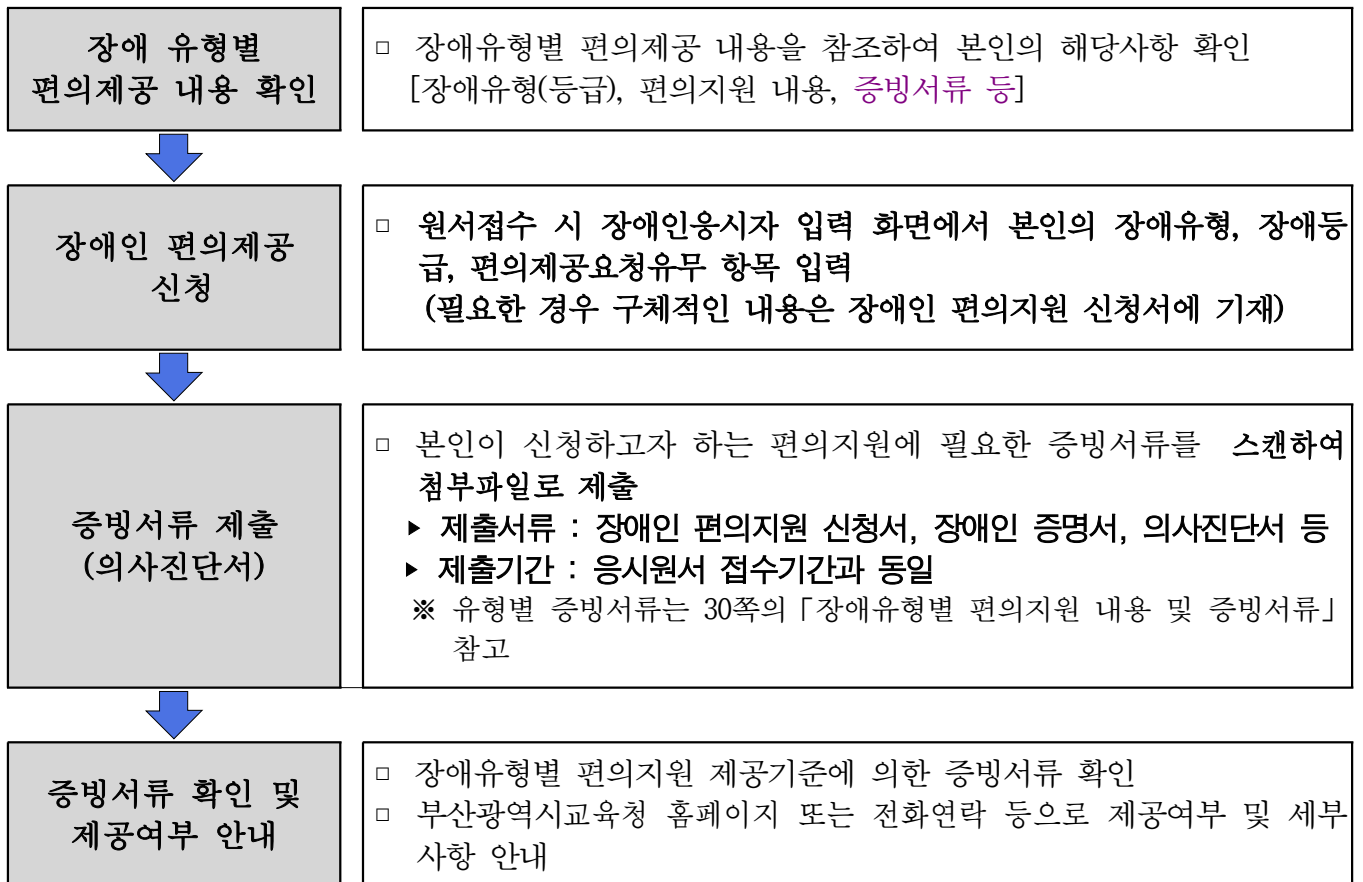 장애 유형별
편의제공 내용 확인
□ 장애유형별 편의제공 내용을 참조하여 본인의 해당사항 확인
[장애유형(등급), 편의지원 내용, 증빙서류 등]
장애인 편의제공
신청
□ 원서접수 시 장애인응시자 입력 화면에서 본인의 장애유형, 장애등
급, 편의제공요청유무 항목 입력
(필요한 경우 구체적인 내용은 장애인 편의지원 신청서에 기재)
증빙서류 제출
(의사진단서)
□ 본인이 신청하고자 하는 편의지원에 필요한 증빙서류를 스캔하여
첨부파일로 제출
▶ 제출서류 : 장애인 편의지원 신청서, 장애인 증명서, 의사진단서 등
▶ 제출기간 : 응시원서 접수기간과 동일
※ 유형별 증빙서류는 30쪽의「장애유형별 편의지원 내용 및 증빙서류」
참고
증빙서류 확인 및
제공여부 안내
□ 장애유형별 편의지원 제공기준에 의한 증빙서류 확인
□ 부산광역시교육청 홈페이지 또는 전화연락 등으로 제공여부 및 세부
사항 안내